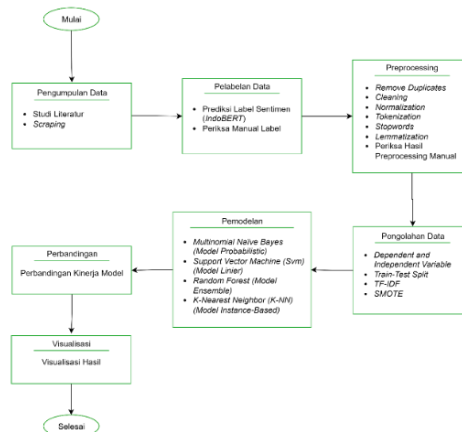 Mulai
Pengumpulan Data
• Studi Literatur
• Scraping
Pelabelan Data
• Prediksi Label Sentimen
(IndoBERT)
• Periksa Manual Label
Preprocessing
• Remove Duplicates
• Cleaning
• Normalization
• Tokenization
• Stopwords
• Lemmatization
• Periksa Hasil
Preprocessing Manual
Pongolahan Data
• Dependent and
Independent Variable
• Train-Test Split
• TF-IDF
• SMOTE
Pemodelan
• Multinomial Naïve Bayes
(Model Probabilistic)
• Support Vector Machine (Svm)
(Model Linier)
• Random Forest (Model
Ensemble)
• K-Nearest Neighbor (K-NN)
(Model Instance-Based)
Perbandingan
Perbandingan Kinerja Model
Visualisasi
Visualisasi Hasil
Selesai